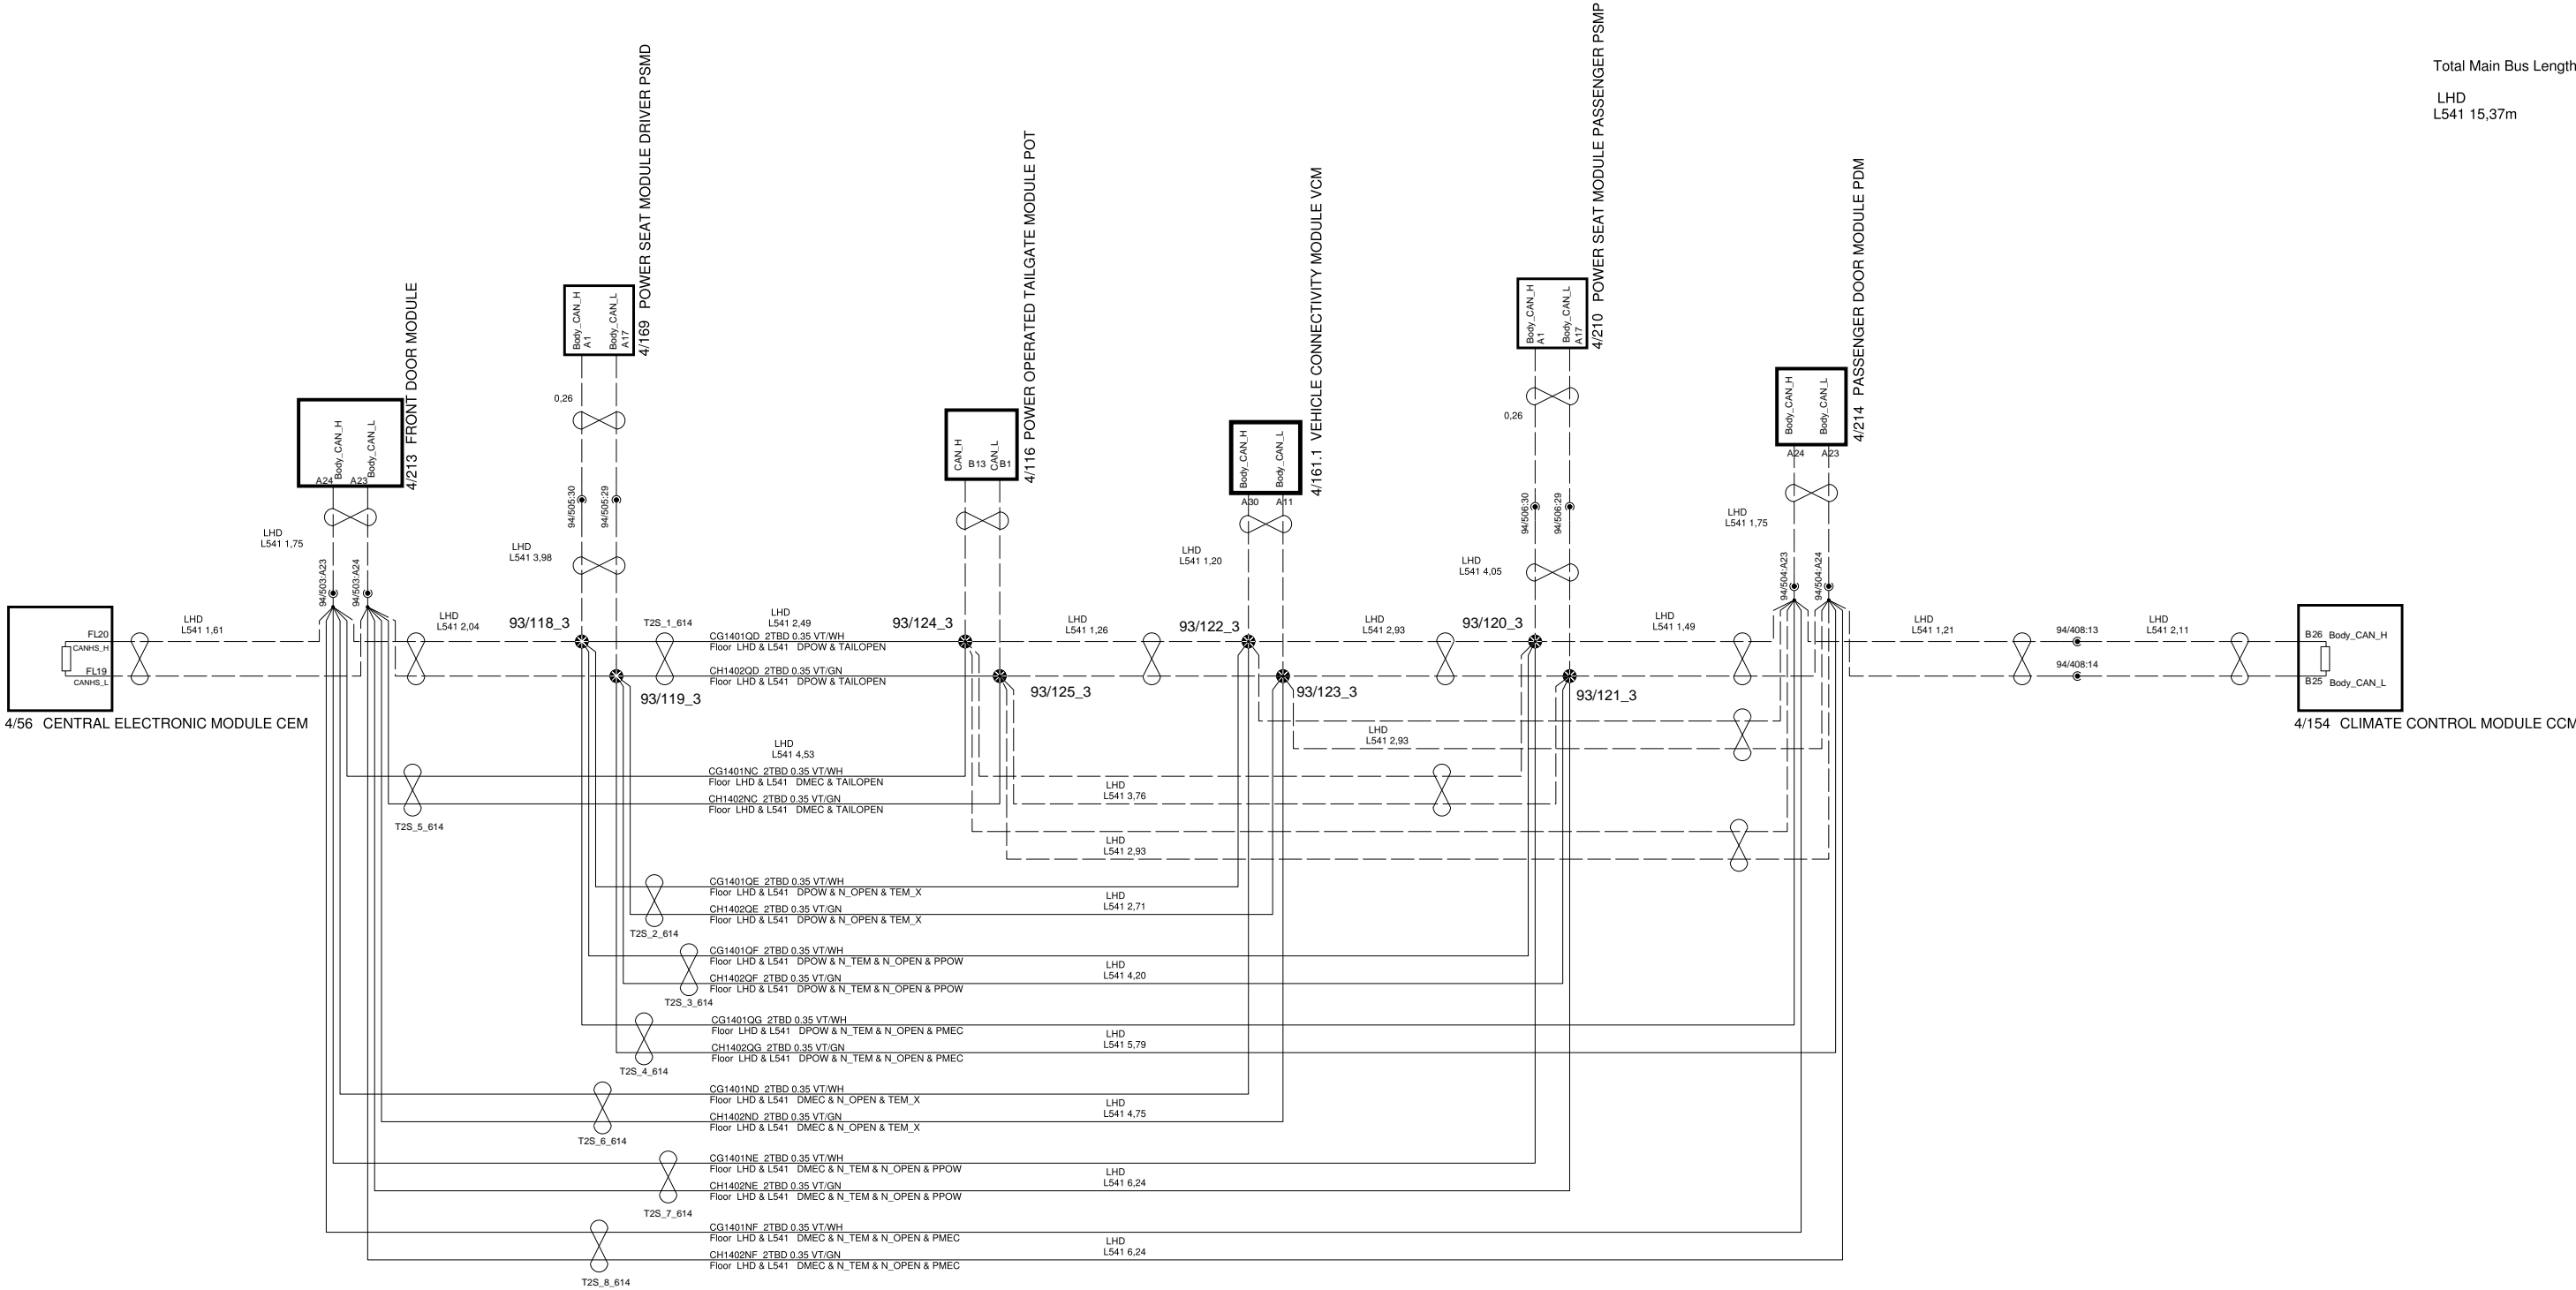 Total Main Bus Length
LHD
L541 15,37m
4/213 FRONT DOOR MODULE
4/169 POWER SEAT MODULE DRIVER PSMD
4/116 POWER OPERATED TAILGATE MODULE POT
4/161.1 VEHICLE CONNECTIVITY MODULE VCM
4/210 POWER SEAT MODULE PASSENGER PSMP
4/214 PASSENGER DOOR MODULE PDM
Body_CAN_H
A24
Body_CAN_L
A23
Body_CAN_H
A1
Body_CAN_L
A17
CAN_H
B13
CAN_L
B1
Body_CAN_H
A30
Body_CAN_L
A11
Body_CAN_H
A1
Body_CAN_L
A17
Body_CAN_H
A24
Body_CAN_L
A23
0,26
0,26
94/505:30
94/505:29
94/506:30
94/506:29
LHD
L541 1,75
LHD
L541 3,98
LHD
L541 1,20
LHD
L541 4,05
LHD
L541 1,75
94/503:A23
94/503:A24
94/504:A23
94/504:A24
FL20
CANHS_H
FL19
CANHS_L
4/56 CENTRAL ELECTRONIC MODULE CEM
LHD
L541 1,61
LHD
L541 2,04
93/118_3
93/119_3
T2S_1_614
LHD
L541 2,49
CG1401QD 2TBD 0.35 VT/WH
Floor LHD & L541 DPOW & TAILOPEN
CH1402QD 2TBD 0.35 VT/GN
Floor LHD & L541 DPOW & TAILOPEN
93/124_3
93/125_3
LHD
L541 1,26
93/122_3
93/123_3
LHD
L541 2,93
93/120_3
93/121_3
LHD
L541 1,49
LHD
L541 1,21
94/408:13
94/408:14
LHD
L541 2,11
B26 Body_CAN_H
B25 Body_CAN_L
4/154 CLIMATE CONTROL MODULE CCM
LHD
L541 2,93
LHD
L541 4,53
CG1401NC 2TBD 0.35 VT/WH
Floor LHD & L541 DMEC & TAILOPEN
CH1402NC 2TBD 0.35 VT/GN
Floor LHD & L541 DMEC & TAILOPEN
T2S_5_614
LHD
L541 3,76
LHD
L541 2,93
CG1401QE 2TBD 0.35 VT/WH
Floor LHD & L541 DPOW & N_OPEN & TEM_X
CH1402QE 2TBD 0.35 VT/GN
Floor LHD & L541 DPOW & N_OPEN & TEM_X
LHD
L541 2,71
T2S_2_614
CG1401QF 2TBD 0.35 VT/WH
Floor LHD & L541 DPOW & N_TEM & N_OPEN & PPOW
CH1402QF 2TBD 0.35 VT/GN
Floor LHD & L541 DPOW & N_TEM & N_OPEN & PPOW
LHD
L541 4,20
T2S_3_614
CG1401QG 2TBD 0.35 VT/WH
Floor LHD & L541 DPOW & N_TEM & N_OPEN & PMEC
CH1402QG 2TBD 0.35 VT/GN
Floor LHD & L541 DPOW & N_TEM & N_OPEN & PMEC
LHD
L541 5,79
T2S_4_614
CG1401ND 2TBD 0.35 VT/WH
Floor LHD & L541 DMEC & N_OPEN & TEM_X
CH1402ND 2TBD 0.35 VT/GN
Floor LHD & L541 DMEC & N_OPEN & TEM_X
LHD
L541 4,75
T2S_6_614
CG1401NE 2TBD 0.35 VT/WH
Floor LHD & L541 DMEC & N_TEM & N_OPEN & PPOW
CH1402NE 2TBD 0.35 VT/GN
Floor LHD & L541 DMEC & N_TEM & N_OPEN & PPOW
LHD
L541 6,24
T2S_7_614
CG1401NF 2TBD 0.35 VT/WH
Floor LHD & L541 DMEC & N_TEM & N_OPEN & PMEC
CH1402NF 2TBD 0.35 VT/GN
Floor LHD & L541 DMEC & N_TEM & N_OPEN & PMEC
LHD
L541 6,24
T2S_8_614